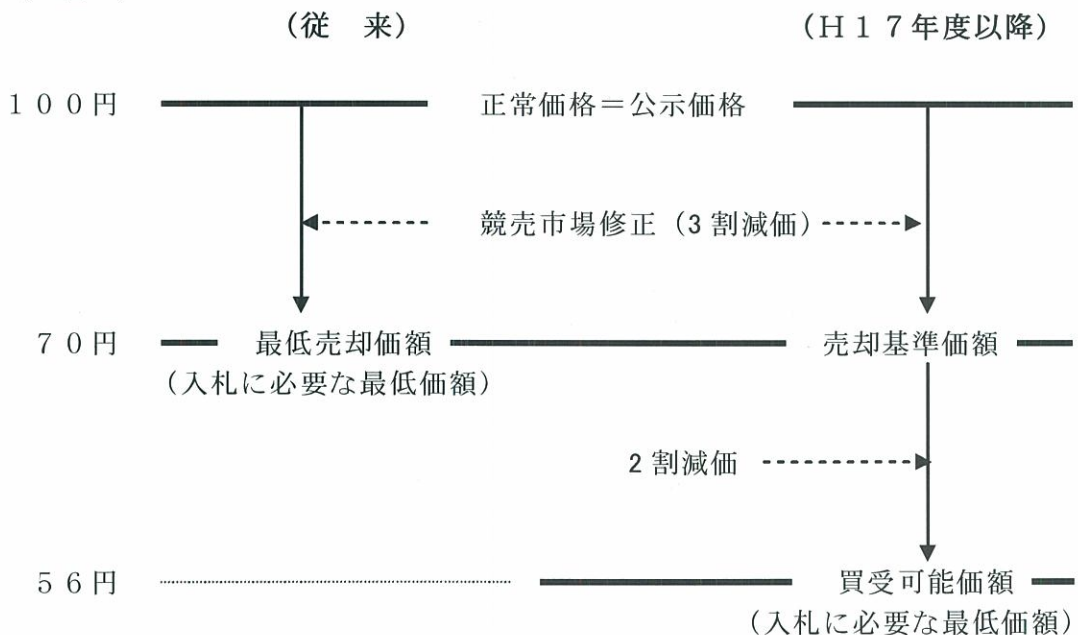 (従　来)　(H１７年度以降)
１００円　正常価格＝公示価格
競売市場修正（３割減価）
７０円　最低売却価額　売却基準価額
（入札に必要な最低価額）
２割減価
５６円　買受可能価額
（入札に必要な最低価額）